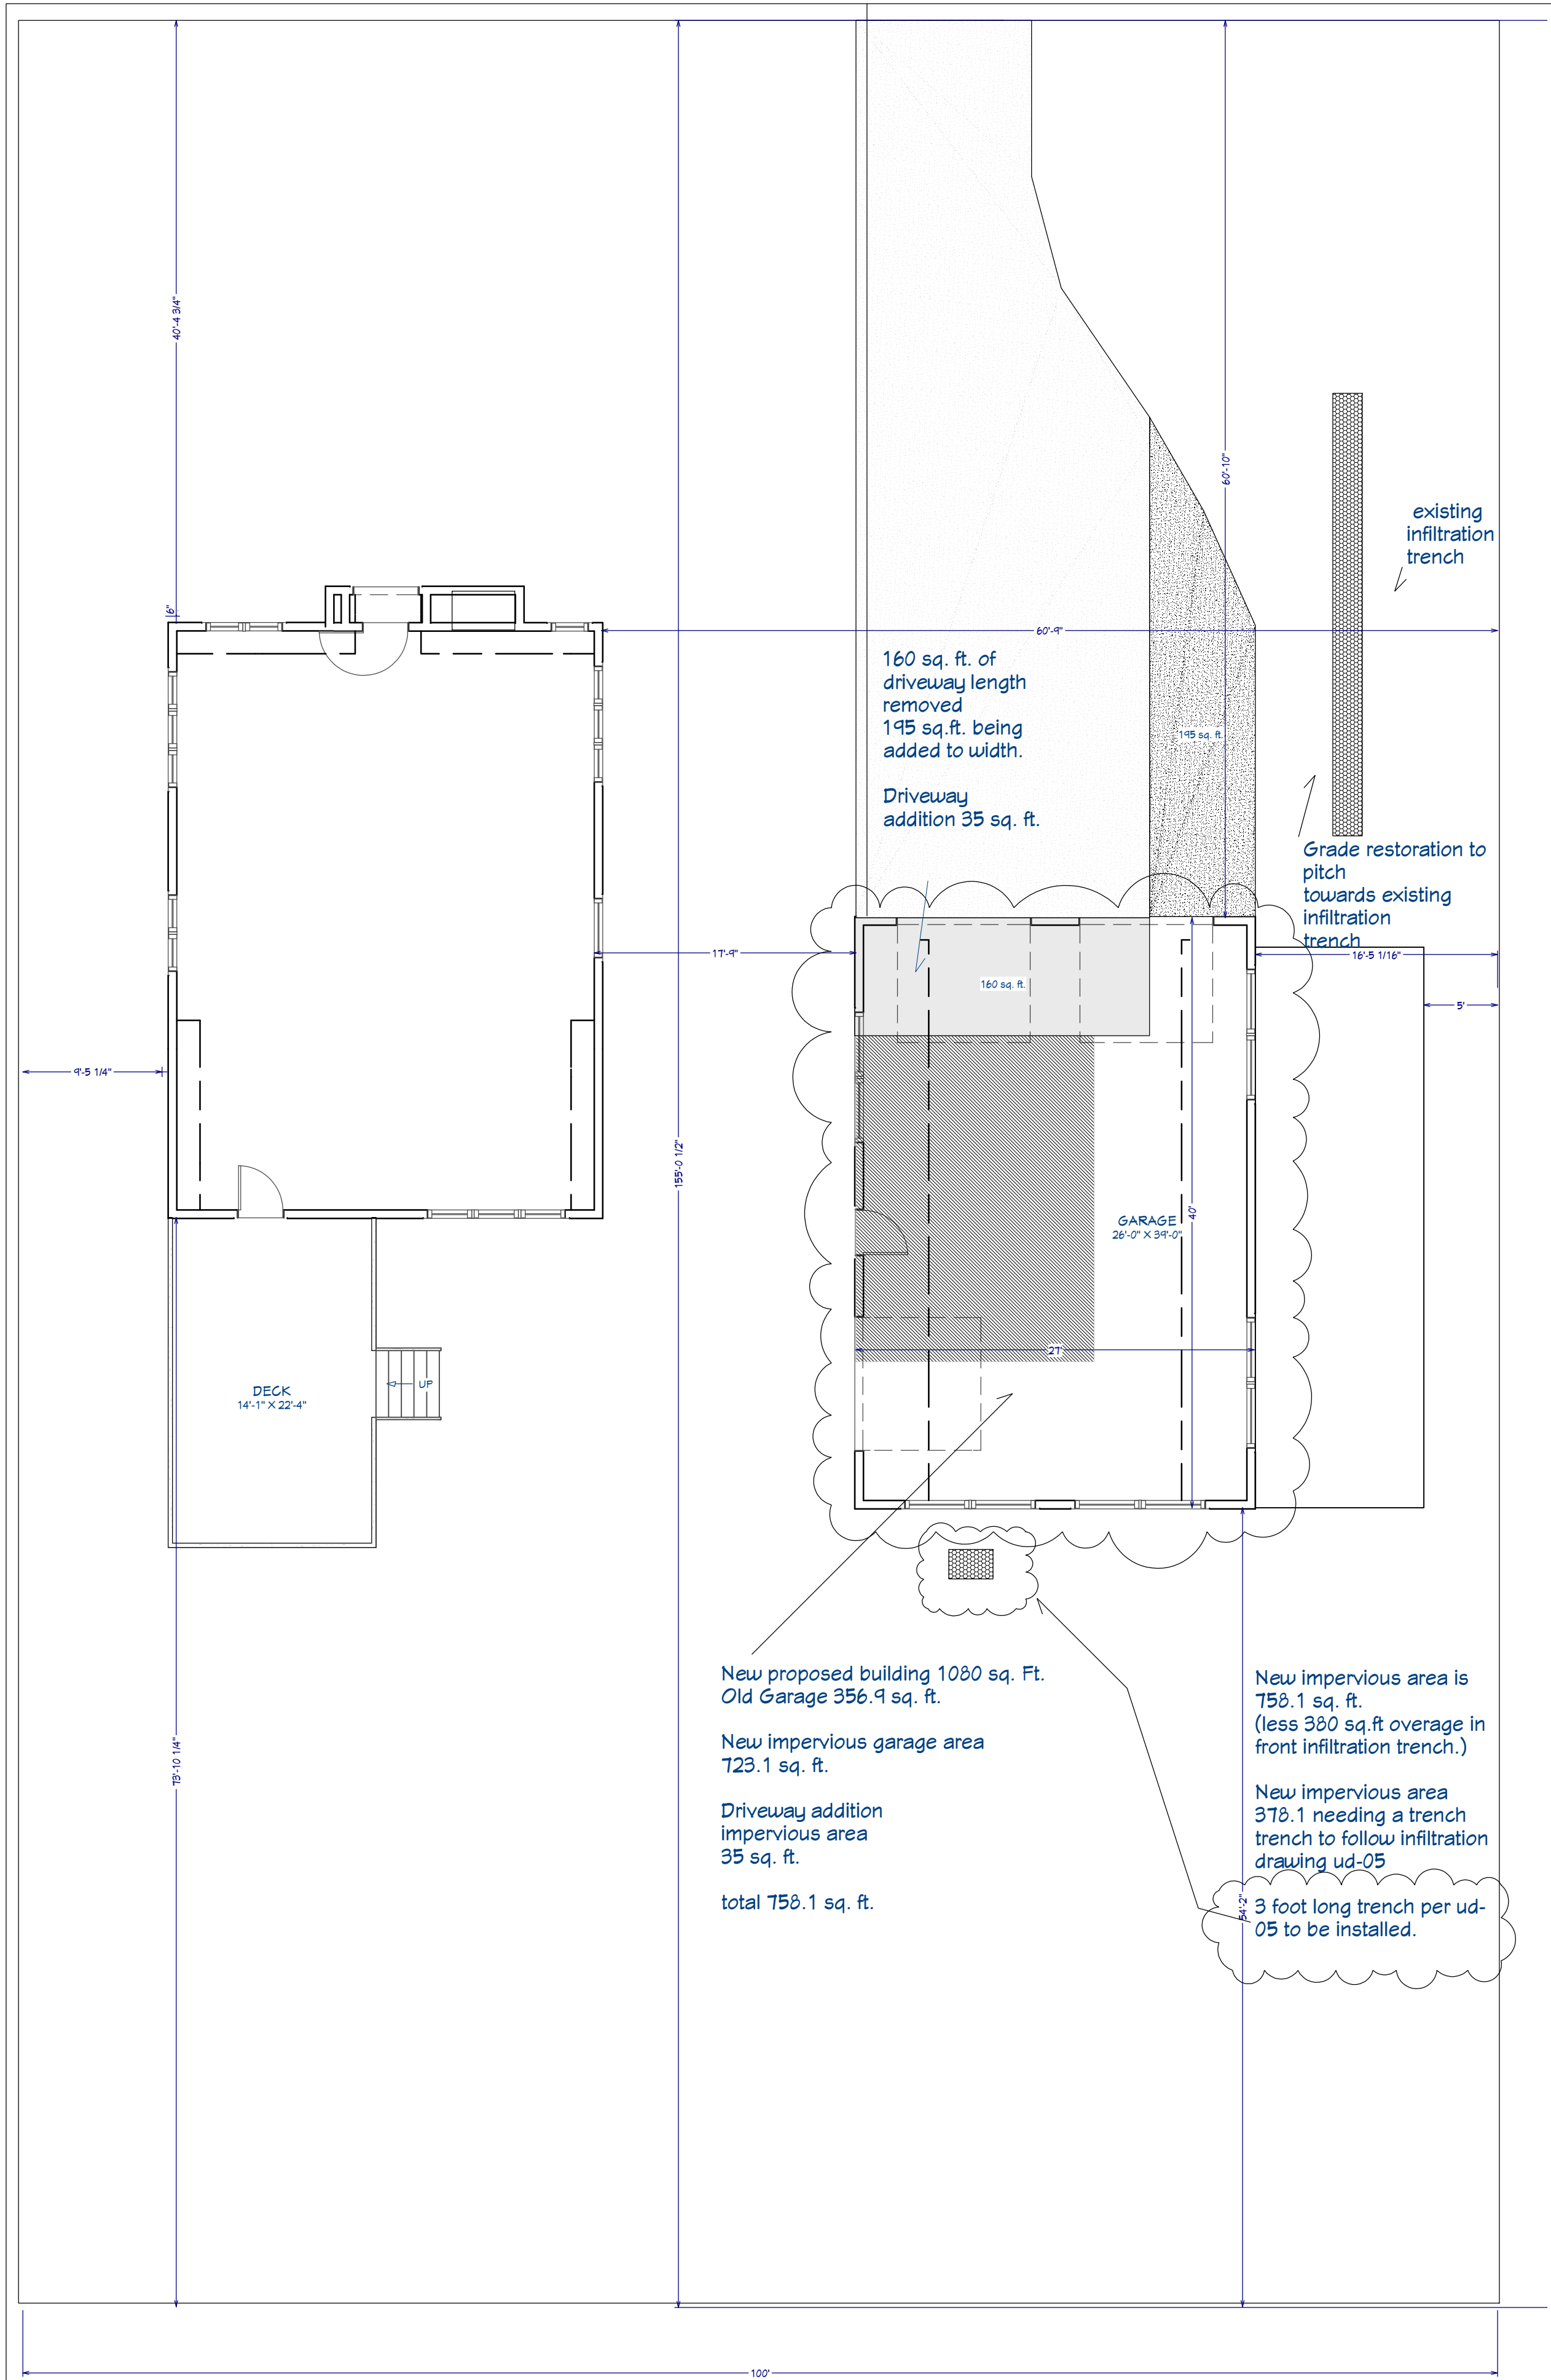 40'-4 3/4"
60'-10"
existing
infiltration
trench
6"
60'-9"
160 sq. ft. of
driveway length
removed
195 sq.ft. being
added to width.
Driveway
addition 35 sq. ft.
195 sq. ft.
Grade restoration to
pitch
towards existing
infiltration
trench
17'-9"
16'-5 1/16"
160 sq. ft.
5'
9'-5 1/4"
155'-0 1/2"
40'
GARAGE
26'-0" X 39'-0"
27'
DECK
14'-1" X 22'-4"
UP
New proposed building 1080 sq. Ft.
Old Garage 356.9 sq. ft.
New impervious garage area
723.1 sq. ft.
Driveway addition
impervious area
35 sq. ft.
total 758.1 sq. ft.
New impervious area is
758.1 sq. ft.
(less 380 sq.ft overage in
front infiltration trench.)
New impervious area
378.1 needing a trench
trench to follow infiltration
drawing ud-05
3 foot long trench per ud-
05 to be installed.
73'-10 1/4"
54'-2"
100'